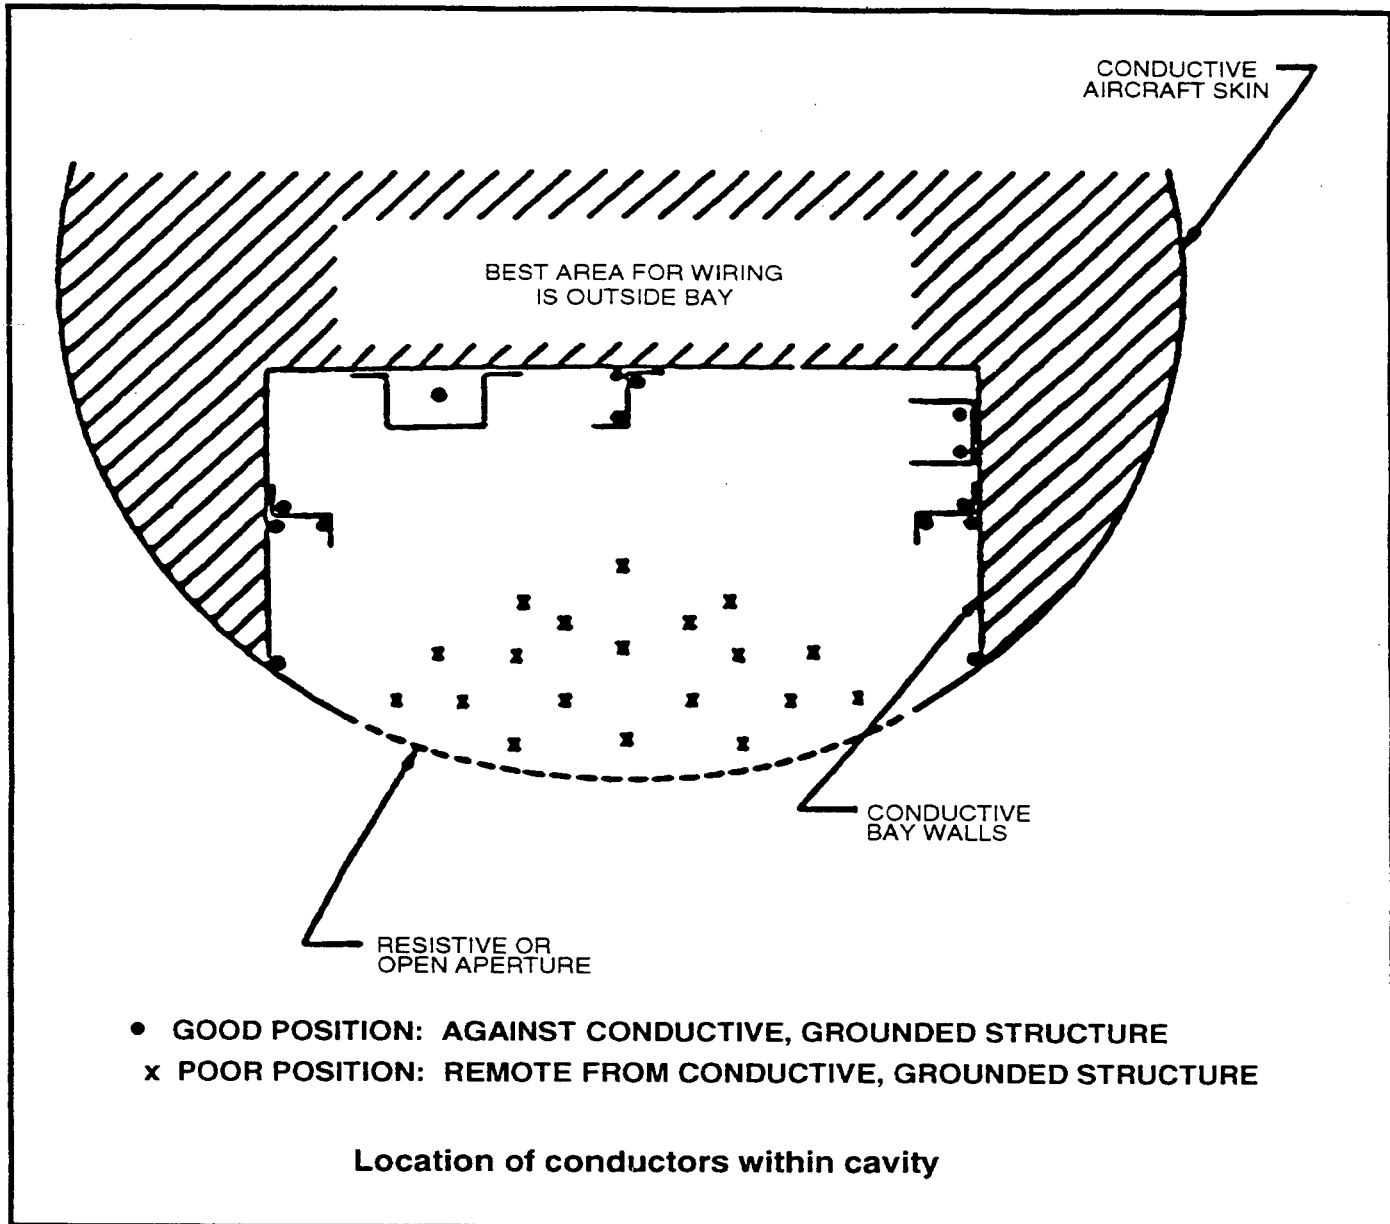 CONDUCTIVE
AIRCRAFT SKIN
BEST AREA FOR WIRING
IS OUTSIDE BAY
CONDUCTIVE
BAY WALLS
RESISTIVE OR
OPEN APERTURE
● GOOD POSITION: AGAINST CONDUCTIVE, GROUNDED STRUCTURE
x POOR POSITION: REMOTE FROM CONDUCTIVE, GROUNDED STRUCTURE
Location of conductors within cavity